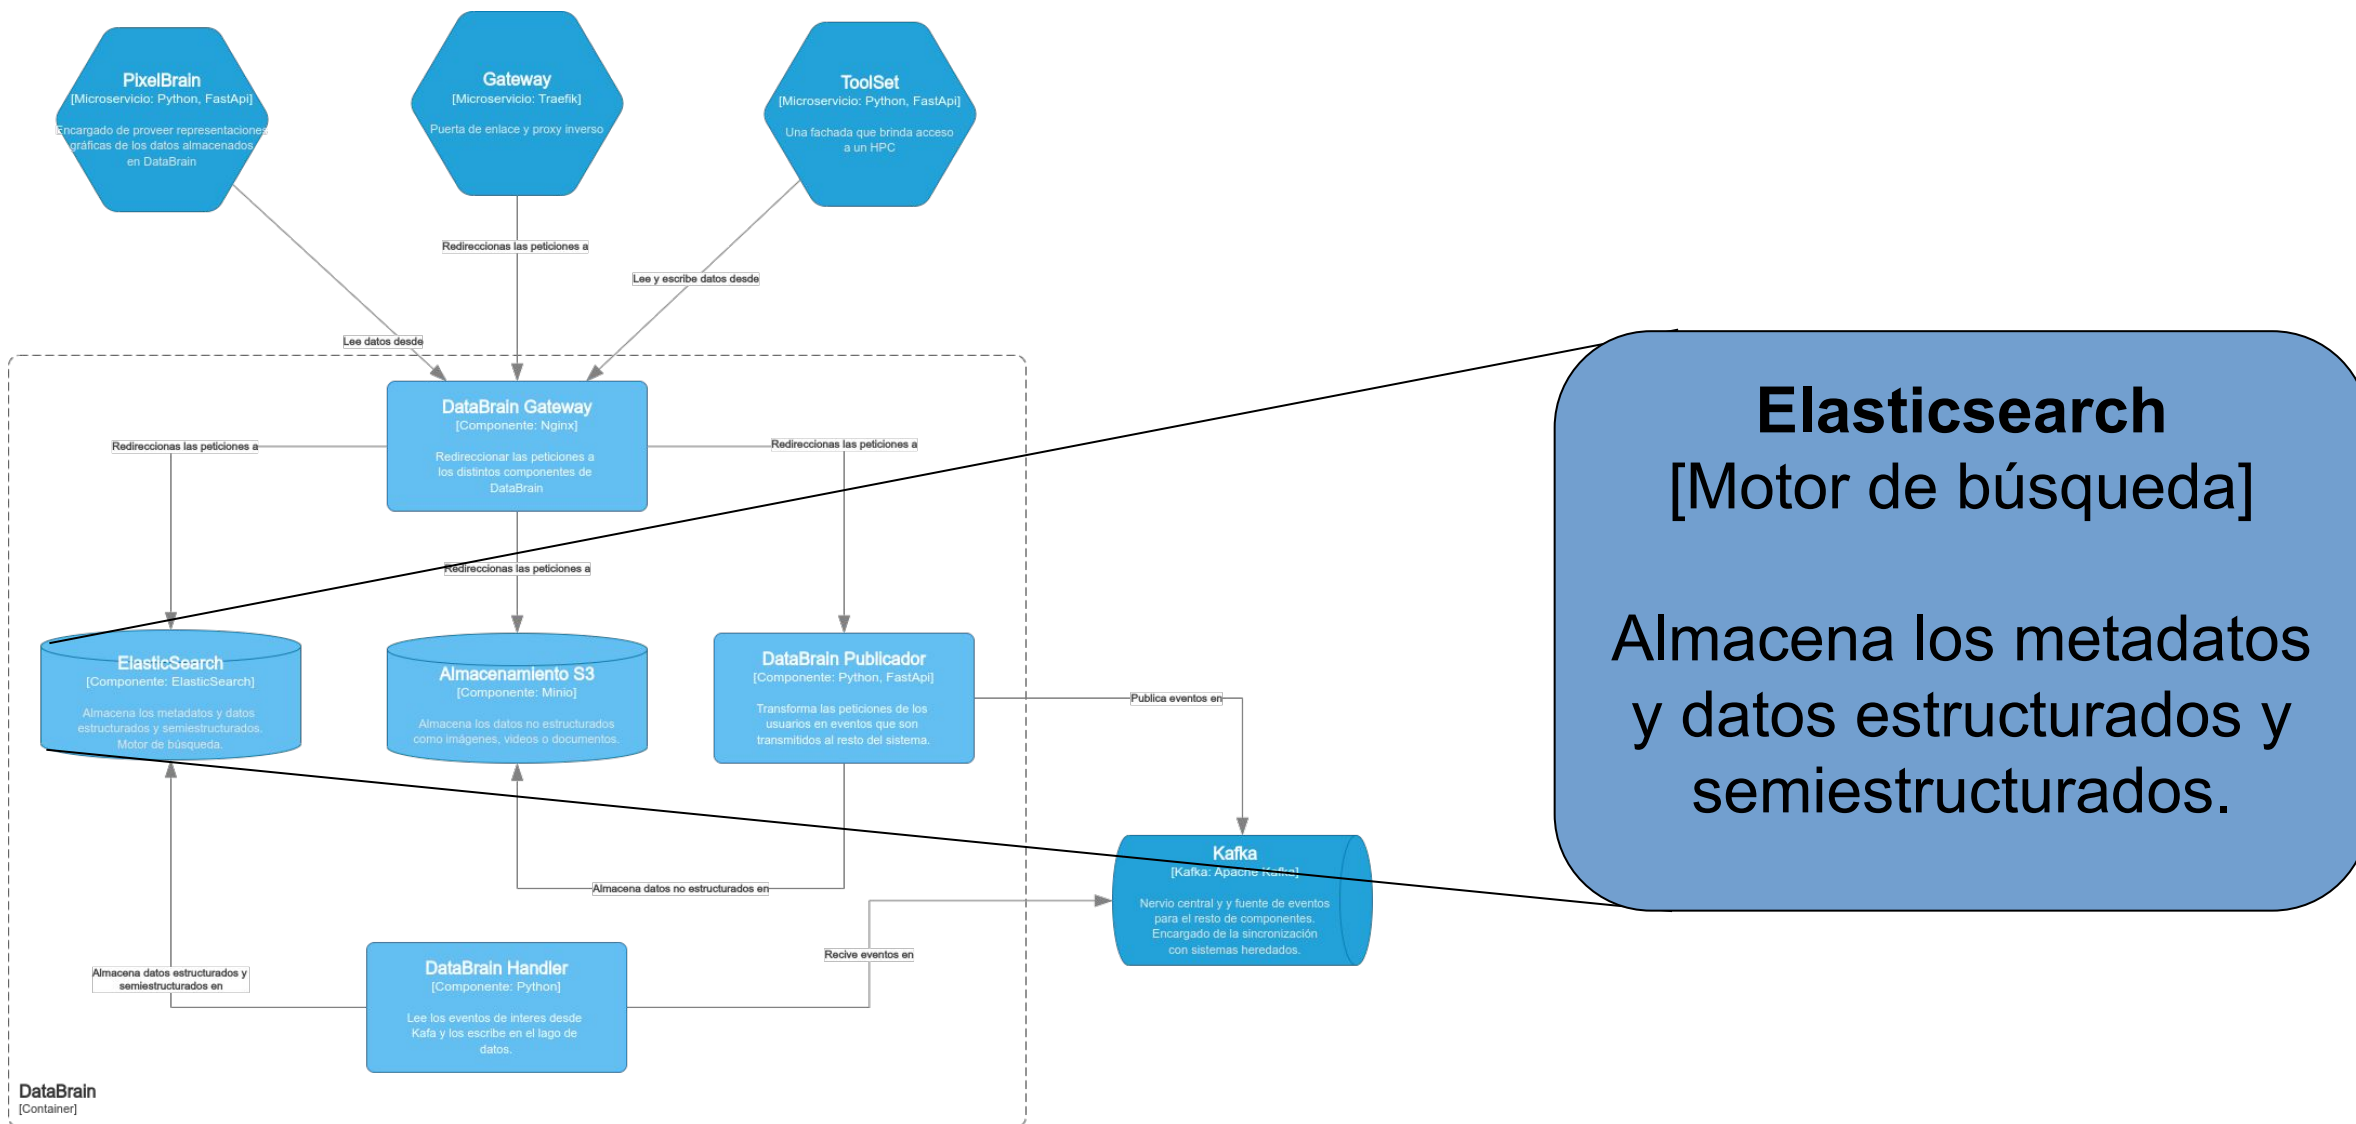 PixelBrain
[Microservicio: Python, FastApi]
Encargado de proveer representaciones
gráficas de los datos almacenados
en DataBrain
Gateway
[Microservicio: Traefik]
Puerta de enlace y proxy inverso
ToolSet
[Microservicio: Python, FastApi]
Una fachada que brinda acceso
a un HPC
Redireccionas las peticiones a
Lee y escribe datos desde
Lee datos desde
DataBrain Gateway
[Componente: Nginx]
Redireccionar las peticiones a
los distintos componentes de
DataBrain
Redireccionas las peticiones a
Redireccionas las peticiones a
Redireccionas las peticiones a
ElasticSearch
[Componente: ElasticSearch]
Almacena los metadatos y datos
estructurados y semiestructurados.
Motor de búsqueda.
Almacenamiento S3
[Componente: Minio]
Almacena los datos no estructurados
como imágenes, videos o documentos.
DataBrain Publicador
[Componente: Python, FastApi]
Transforma las peticiones de los
usuarios en eventos que son
transmitidos al resto del sistema.
Publica eventos en
Almacena datos no estructurados en
Kafka
[Kafka: Apache Kafka]
Nervio central y y fuente de eventos
para el resto de componentes.
Encargado de la sincronización
con sistemas heredados.
Recive eventos en
Almacena datos estructurados y
semiestructurados en
DataBrain Handler
[Componente: Python]
Lee los eventos de interes desde
Kafa y los escribe en el lago de
datos.
DataBrain
[Container]
Elasticsearch
[Motor de búsqueda]
Almacena los metadatos
y datos estructurados y
semiestructurados.